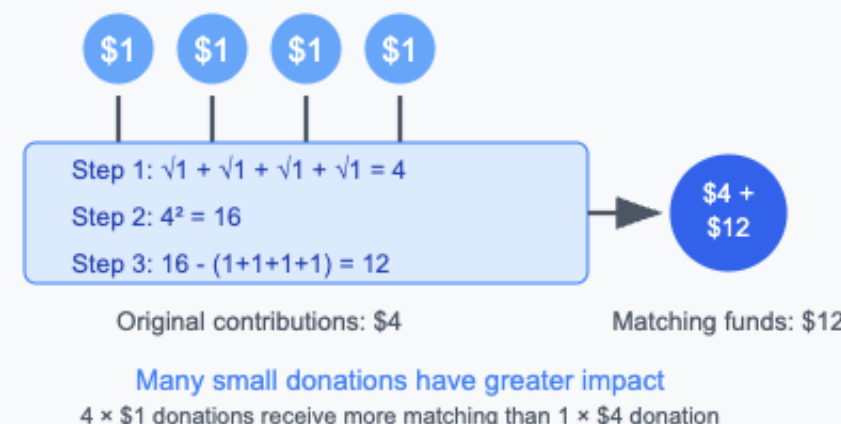 $1 $1 $1 $1
Step 1: √1 + √1 + √1 + √1 = 4
Step 2: 4² = 16
Step 3: 16 - (1+1+1+1) = 12
$4 +
$12
Original contributions: $4
Matching funds: $12
Many small donations have greater impact
4 × $1 donations receive more matching than 1 × $4 donation